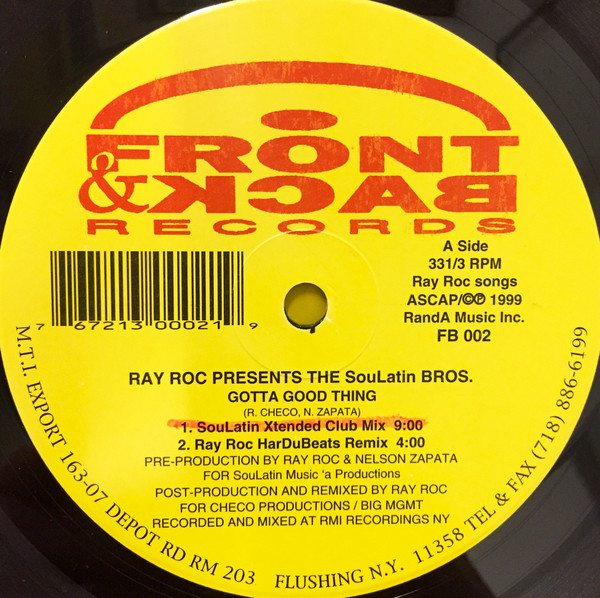 FRONT
& BACK
RECORDS
A Side
331/3 RPM
Ray Roc songs
ASCAP/©℗ 1999
RandA Music Inc.
FB 002
7 67213 00021 9
RAY ROC PRESENTS THE SouLatin BROS.
GOTTA GOOD THING
(R. CHECO, N. ZAPATA)
1. SouLatin Xtended Club Mix 9:00
2. Ray Roc HarDuBeats Remix 4:00
PRE-PRODUCTION BY RAY ROC & NELSON ZAPATA
FOR SouLatin Music 'a Productions
POST-PRODUCTION AND REMIXED BY RAY ROC
FOR CHECO PRODUCTIONS / BIG MGMT
RECORDED AND MIXED AT RMI RECORDINGS NY
M.T.I. EXPORT 163-07 DEPOT RD RM 203 FLUSHING N.Y. 11358 TEL & FAX (718) 886-6199